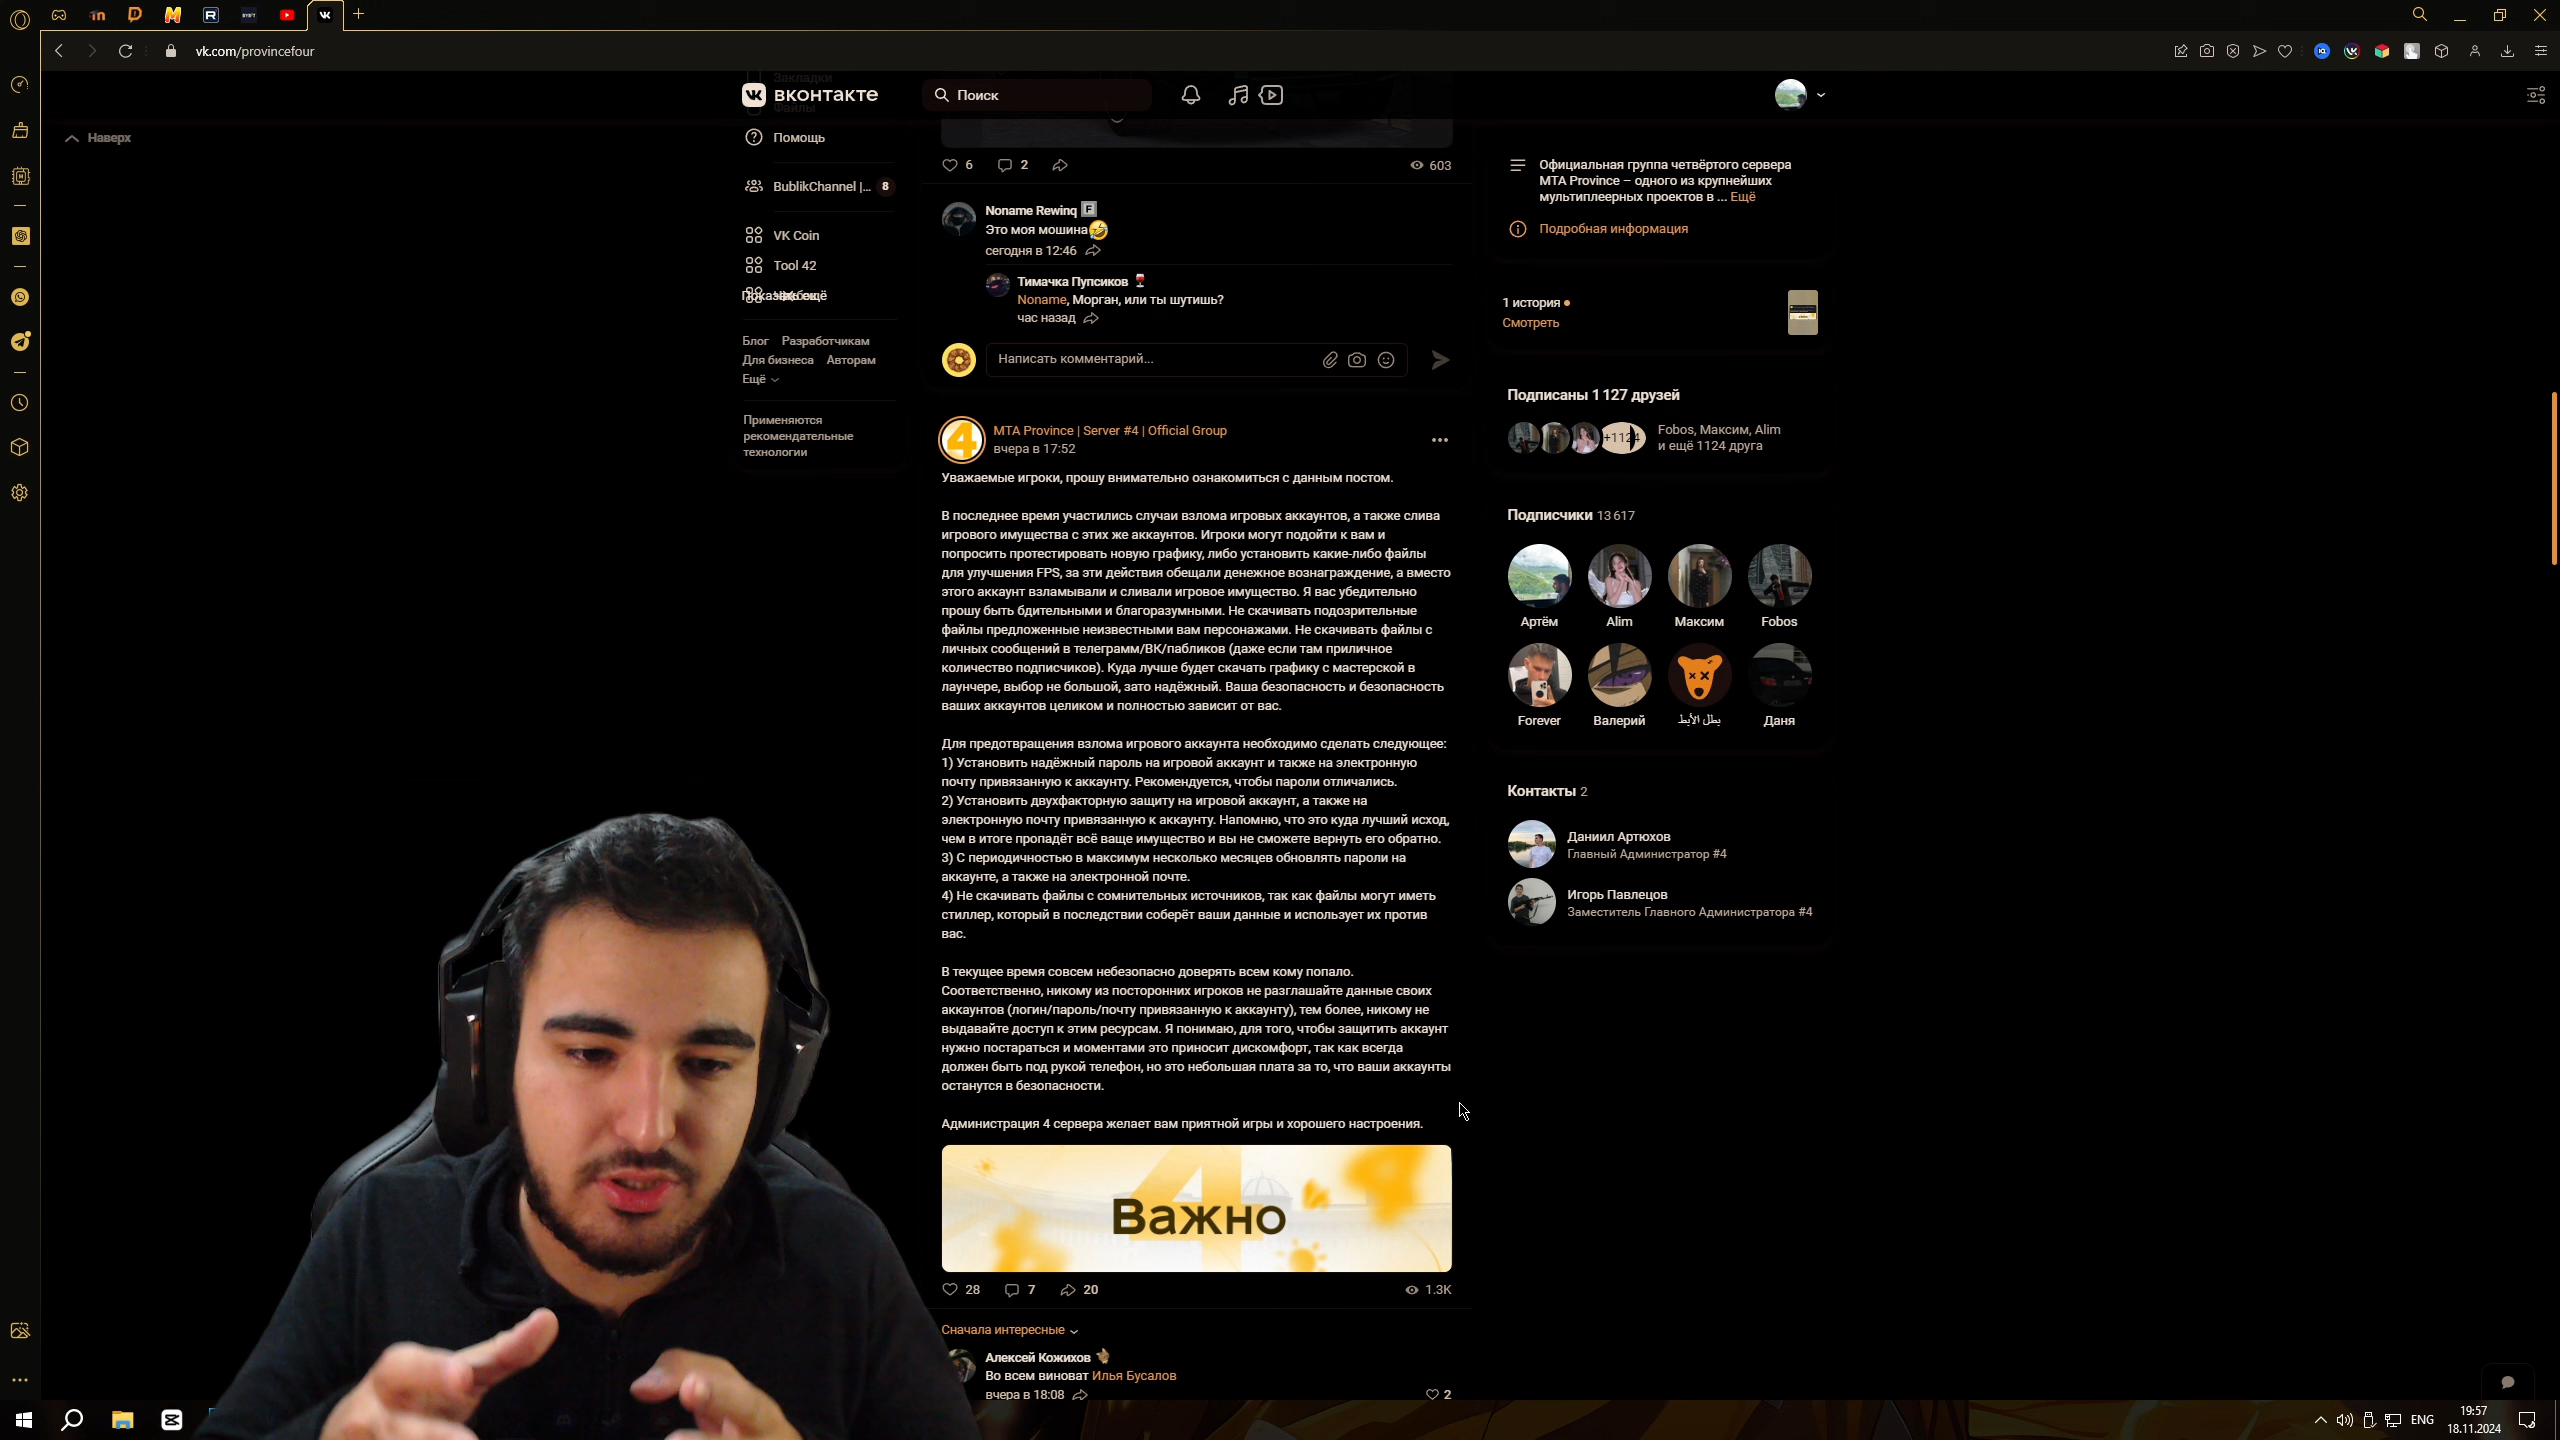 vk.com/provincefour
Закладки
Файлы
вконтакте
Поиск
Наверх
Помощь
BublikChannel |... 8
VK Coin
Tool 42
Показать ещё
Блог Разработчикам
Для бизнеса Авторам
Ещё
Применяются
рекомендательные
технологии
6 2 603
Noname Rewinq F
Это моя мошина
сегодня в 12:46
Тимачка Пупсиков
Noname, Морган, или ты шутишь?
час назад
Написать комментарий...
4 MTA Province | Server #4 | Official Group
вчера в 17:52
Уважаемые игроки, прошу внимательно ознакомиться с данным постом.
В последнее время участились случаи взлома игровых аккаунтов, а также слива
игрового имущества с этих же аккаунтов. Игроки могут подойти к вам и
попросить протестировать новую графику, либо установить какие-либо файлы
для улучшения FPS, за эти действия обещали денежное вознаграждение, а вместо
этого аккаунт взламывали и сливали игровое имущество. Я вас убедительно
прошу быть бдительными и благоразумными. Не скачивать подозрительные
файлы предложенные неизвестными вам персонажами. Не скачивать файлы с
личных сообщений в телеграмм/ВК/пабликов (даже если там приличное
количество подписчиков). Куда лучше будет скачать графику с мастерской в
лаунчере, выбор не большой, зато надёжный. Ваша безопасность и безопасность
ваших аккаунтов целиком и полностью зависит от вас.
Для предотвращения взлома игрового аккаунта необходимо сделать следующее:
1) Установить надёжный пароль на игровой аккаунт и также на электронную
почту привязанную к аккаунту. Рекомендуется, чтобы пароли отличались.
2) Установить двухфакторную защиту на игровой аккаунт, а также на
электронную почту привязанную к аккаунту. Напомню, что это куда лучший исход,
чем в итоге пропадёт всё ваще имущество и вы не сможете вернуть его обратно.
3) С периодичностью в максимум несколько месяцев обновлять пароли на
аккаунте, а также на электронной почте.
4) Не скачивать файлы с сомнительных источников, так как файлы могут иметь
стиллер, который в последствии соберёт ваши данные и использует их против
вас.
В текущее время совсем небезопасно доверять всем кому попало.
Соответственно, никому из посторонних игроков не разглашайте данные своих
аккаунтов (логин/пароль/почту привязанную к аккаунту), тем более, никому не
выдавайте доступ к этим ресурсам. Я понимаю, для того, чтобы защитить аккаунт
нужно постараться и моментами это приносит дискомфорт, так как всегда
должен быть под рукой телефон, но это небольшая плата за то, что ваши аккаунты
останутся в безопасности.
Администрация 4 сервера желает вам приятной игры и хорошего настроения.
Важно
28 7 20 1.3K
Сначала интересные
Алексей Кожихов
Во всем виноват Илья Бусалов
вчера в 18:08 2
Официальная группа четвёртого сервера
MTA Province – одного из крупнейших
мультиплеерных проектов в ... Ещё
Подробная информация
1 история
Смотреть
Подписаны 1 127 друзей
+1124
Fobos, Максим, Alim
и ещё 1124 друга
Подписчики 13 617
Артём Alim Максим Fobos
Forever Валерий بطل الأبط Даня
Контакты 2
Даниил Артюхов
Главный Администратор #4
Игорь Павлецов
Заместитель Главного Администратора #4
ENG
19:57
18.11.2024